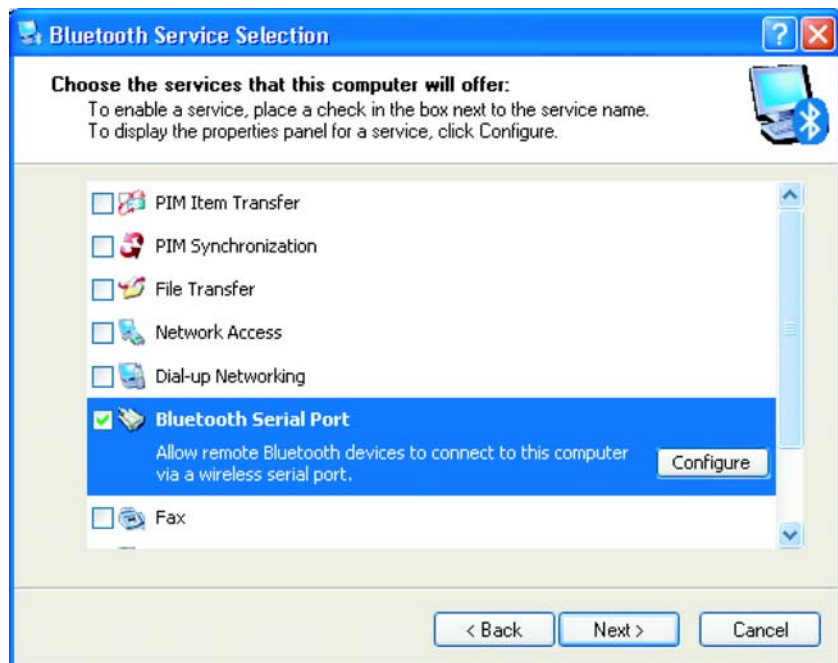 Bluetooth Service Selection
Choose the services that this computer will offer:
To enable a service, place a check in the box next to the service name.
To display the properties panel for a service, click Configure.
PIM Item Transfer
PIM Synchronization
File Transfer
Network Access
Dial-up Networking
Bluetooth Serial Port
Allow remote Bluetooth devices to connect to this computer
via a wireless serial port.
Configure
Fax
< Back
Next >
Cancel